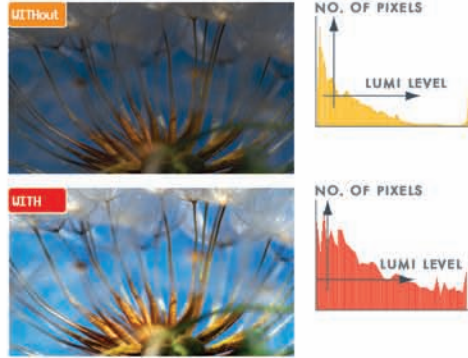 WITHout
NO. OF PIXELS
LUMI LEVEL
WITH
NO. OF PIXELS
LUMI LEVEL